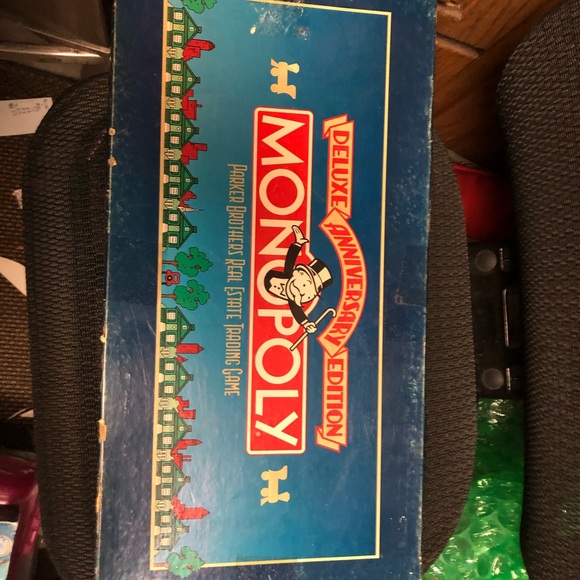 DELUXE ANNIVERSARY EDITION
MONOPOLY®
PARKER BROTHERS REAL ESTATE TRADING GAME